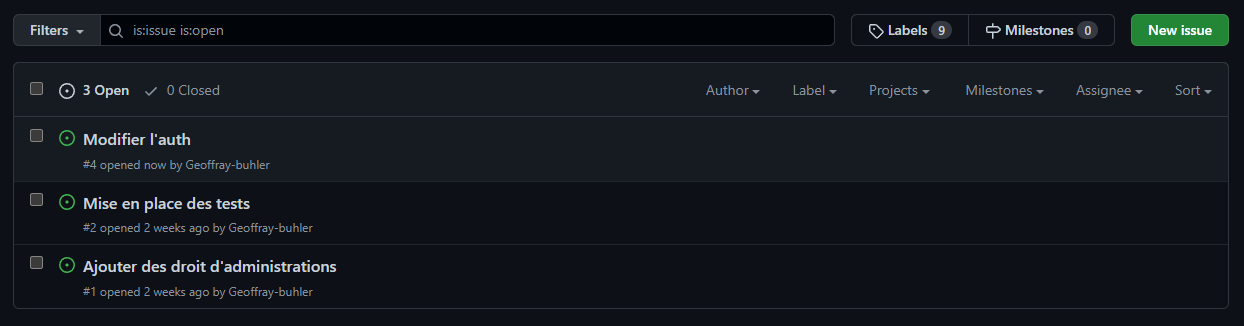 Filters is:issue is:open Labels 9 Milestones 0 New issue
3 Open 0 Closed Author Label Projects Milestones Assignee Sort
Modifier l'auth
#4 opened now by Geoffray-buhler
Mise en place des tests
#2 opened 2 weeks ago by Geoffray-buhler
Ajouter des droit d'administrations
#1 opened 2 weeks ago by Geoffray-buhler